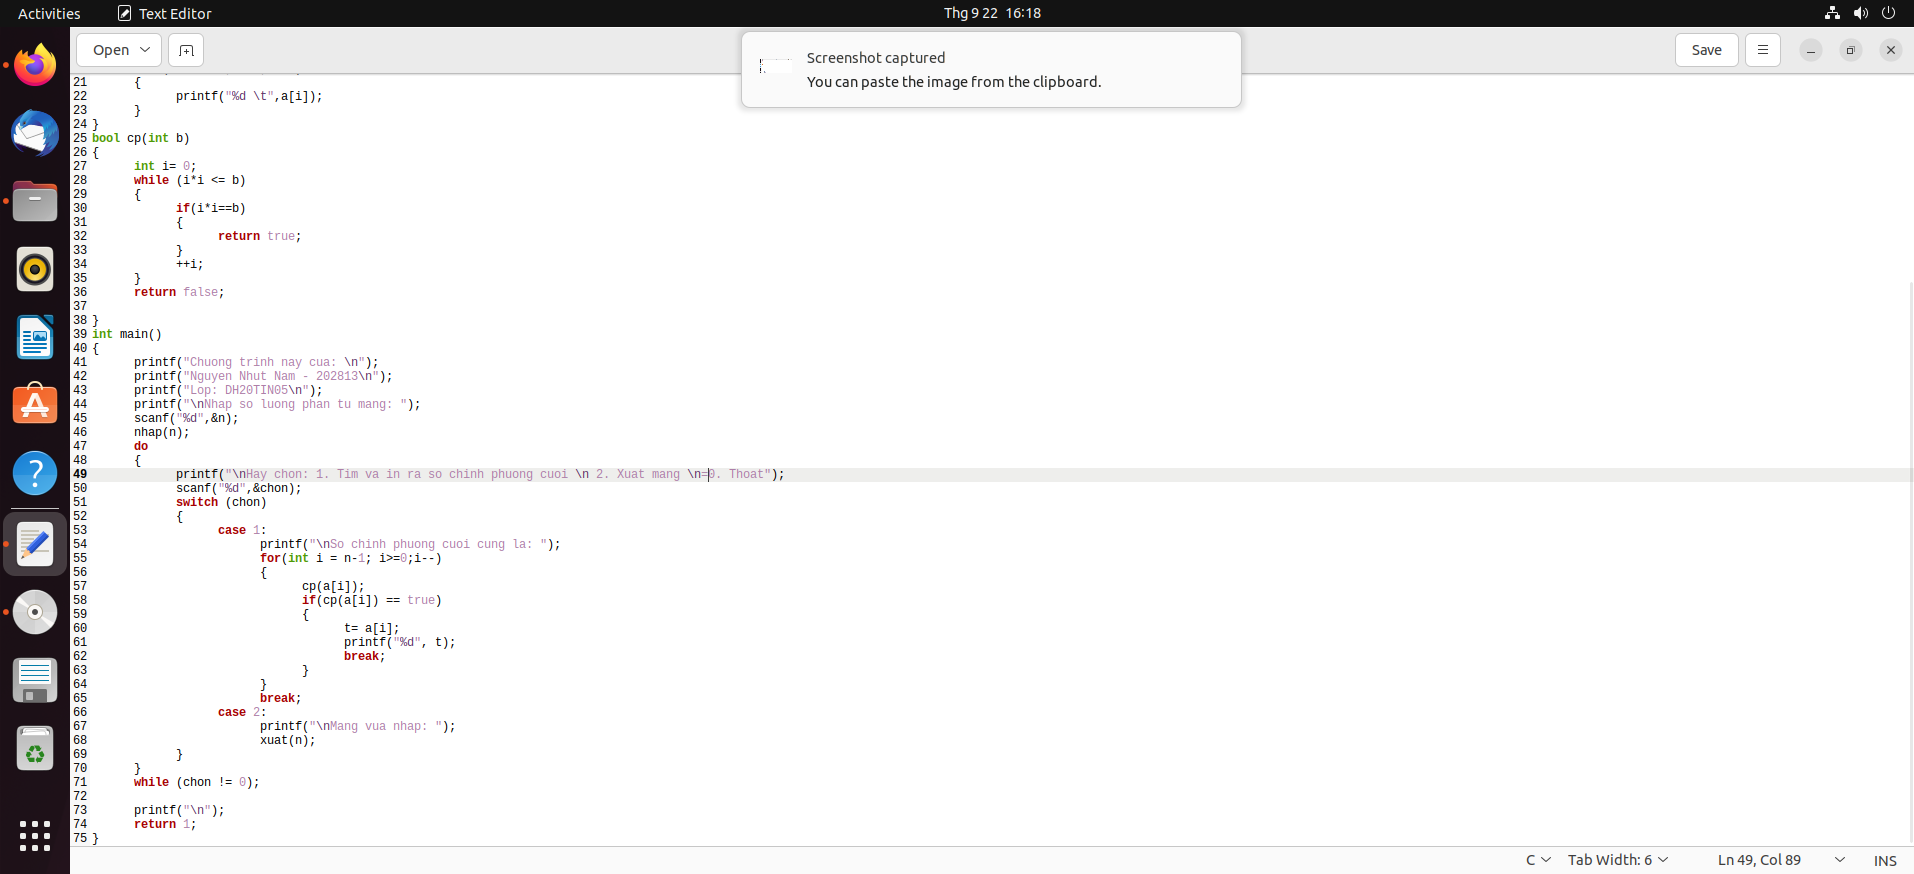 Activities Text Editor Thg 9 22 16:18
Open Save
Screenshot captured
You can paste the image from the clipboard.
21 {
22 printf("%d \t",a[i]);
23 }
24 }
25 bool cp(int b)
26 {
27 int i= 0;
28 while (i*i <= b)
29 {
30 if(i*i==b)
31 {
32 return true;
33 }
34 ++i;
35 }
36 return false;
37
38 }
39 int main()
40 {
41 printf("Chuong trinh nay cua: \n");
42 printf("Nguyen Nhut Nam - 202813\n");
43 printf("Lop: DH20TIN05\n");
44 printf("\nNhap so luong phan tu mang: ");
45 scanf("%d",&n);
46 nhap(n);
47 do
48 {
49 printf("\nHay chon: 1. Tim va in ra so chinh phuong cuoi \n 2. Xuat mang \n=0. Thoat");
50 scanf("%d",&chon);
51 switch (chon)
52 {
53 case 1:
54 printf("\nSo chinh phuong cuoi cung la: ");
55 for(int i = n-1; i>=0;i--)
56 {
57 cp(a[i]);
58 if(cp(a[i]) == true)
59 {
60 t= a[i];
61 printf("%d", t);
62 break;
63 }
64 }
65 break;
66 case 2:
67 printf("\nMang vua nhap: ");
68 xuat(n);
69 }
70 }
71 while (chon != 0);
72
73 printf("\n");
74 return 1;
75 }
C Tab Width: 6 Ln 49, Col 89 INS